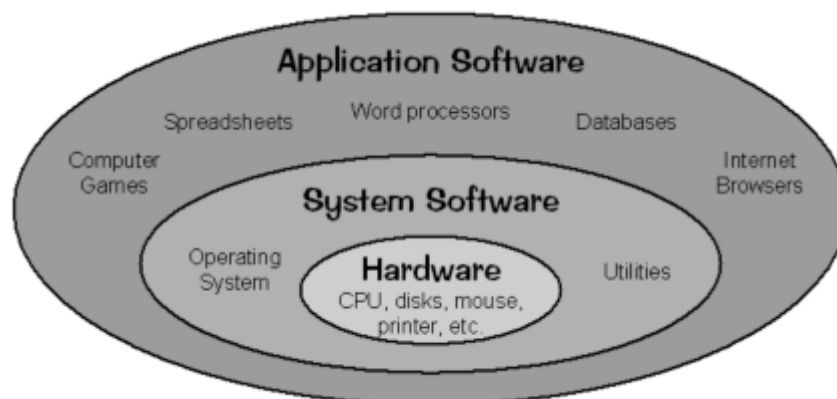 Application Software
Word processors
Spreadsheets
Databases
Computer
Games
Internet
Browsers
System Software
Operating
System
Utilities
Hardware
CPU, disks, mouse,
printer, etc.